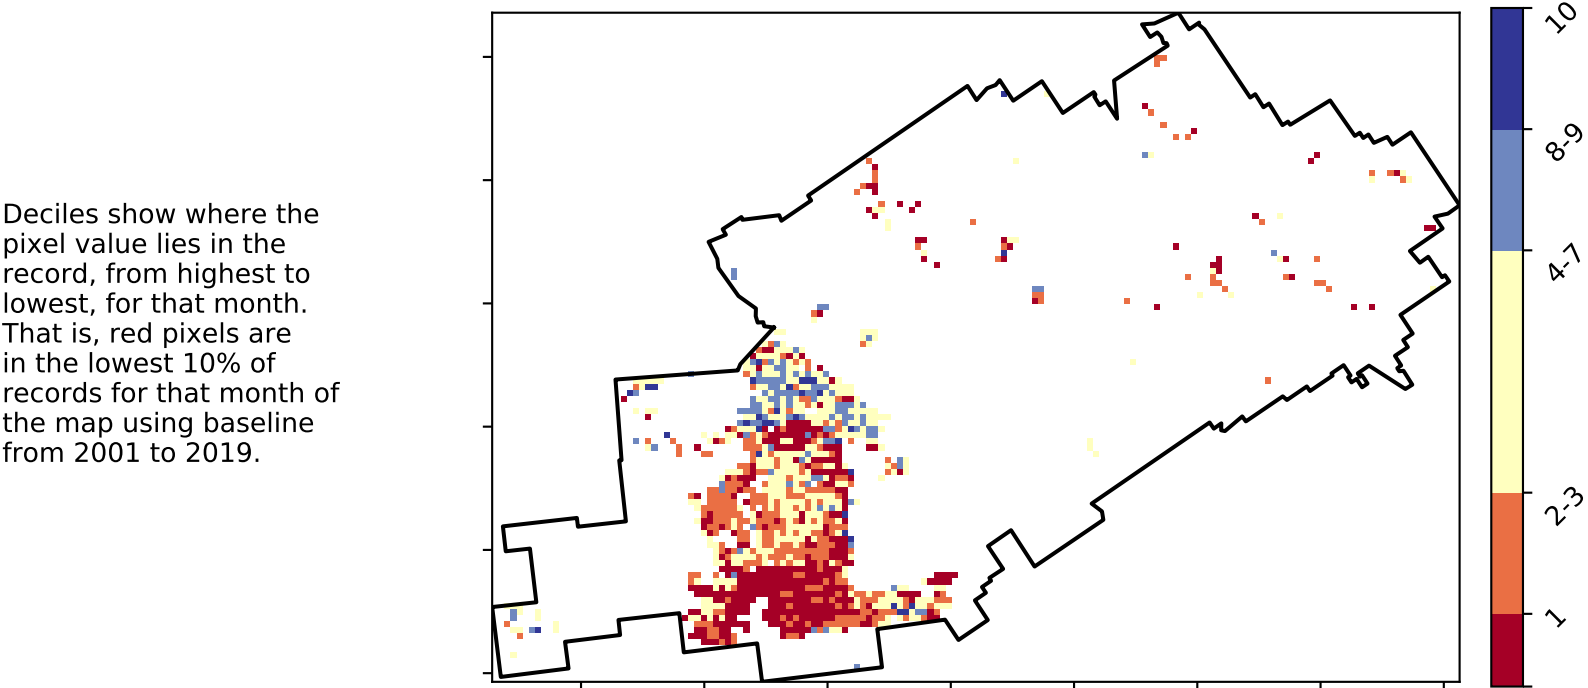 Deciles show where the
pixel value lies in the
record, from highest to
lowest, for that month.
That is, red pixels are
in the lowest 10% of
records for that month of
the map using baseline
from 2001 to 2019.
10
8-9
4-7
2-3
1